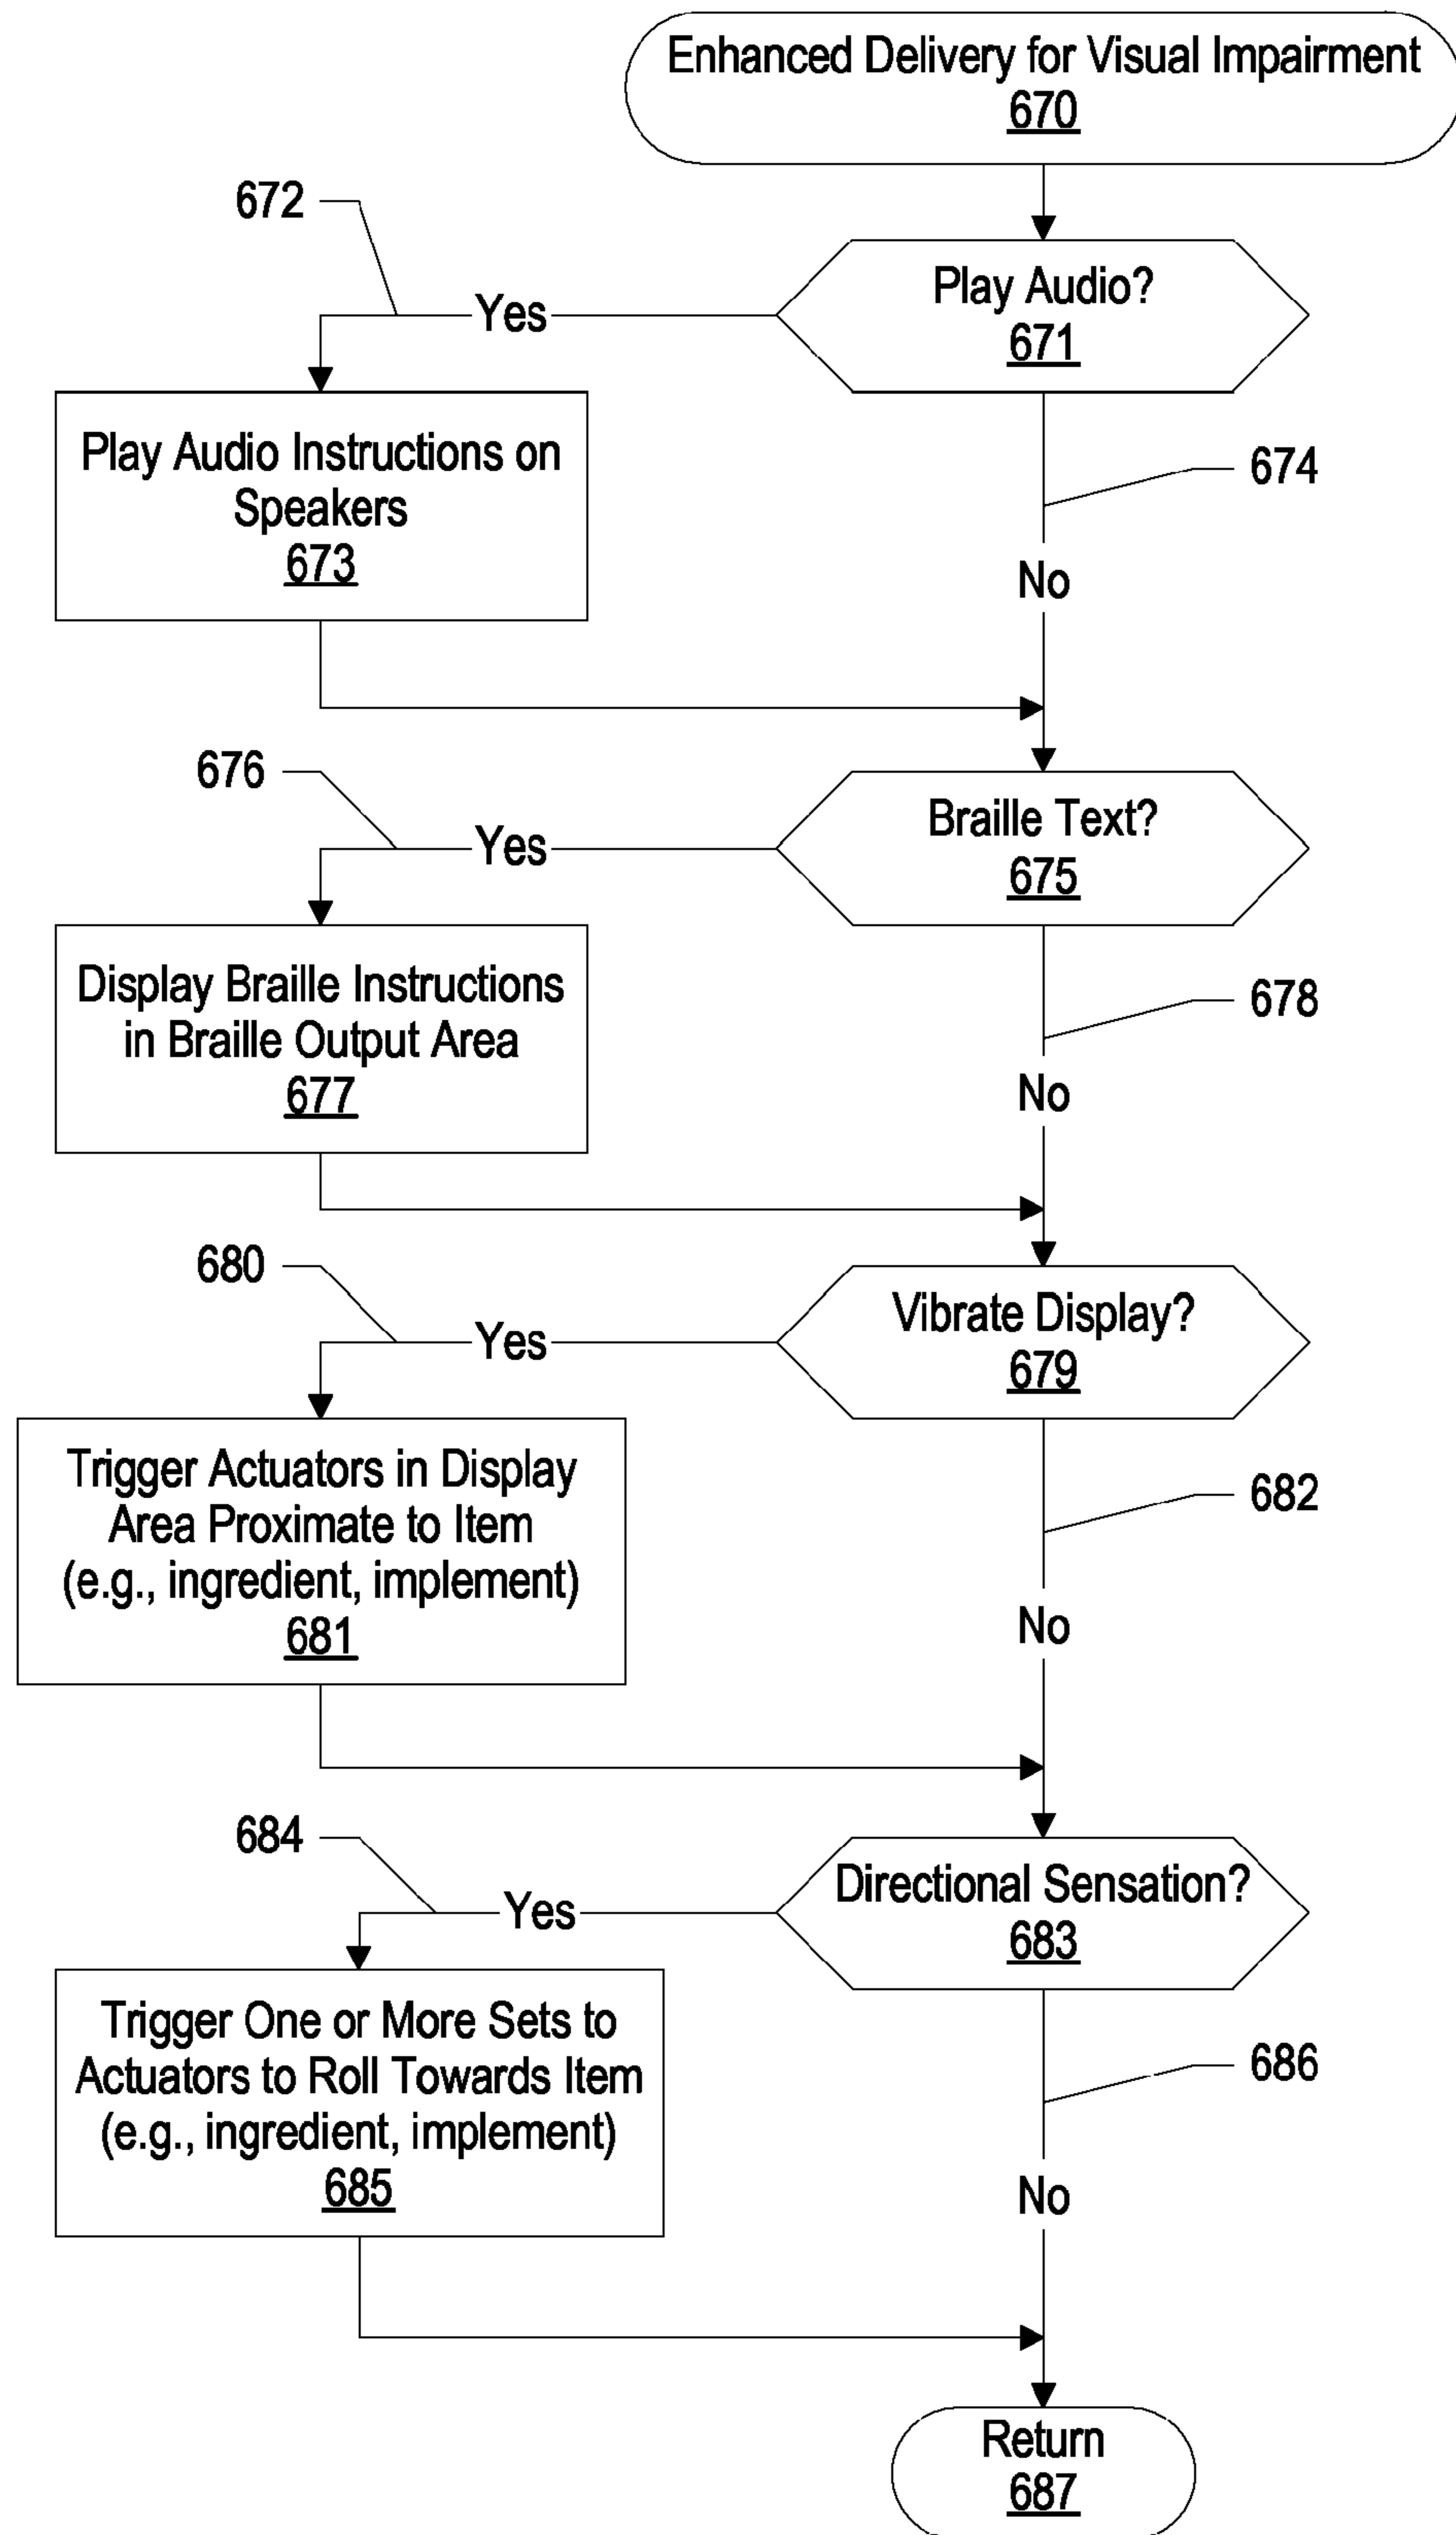 Enhanced Delivery for Visual Impairment
670
672
Play Audio?
671
Yes
Play Audio Instructions on
Speakers
673
674
No
676
Braille Text?
675
Yes
Display Braille Instructions
in Braille Output Area
677
678
No
680
Vibrate Display?
679
Yes
Trigger Actuators in Display
Area Proximate to Item
(e.g., ingredient, implement)
681
682
No
684
Directional Sensation?
683
Yes
Trigger One or More Sets to
Actuators to Roll Towards Item
(e.g., ingredient, implement)
685
686
No
Return
687